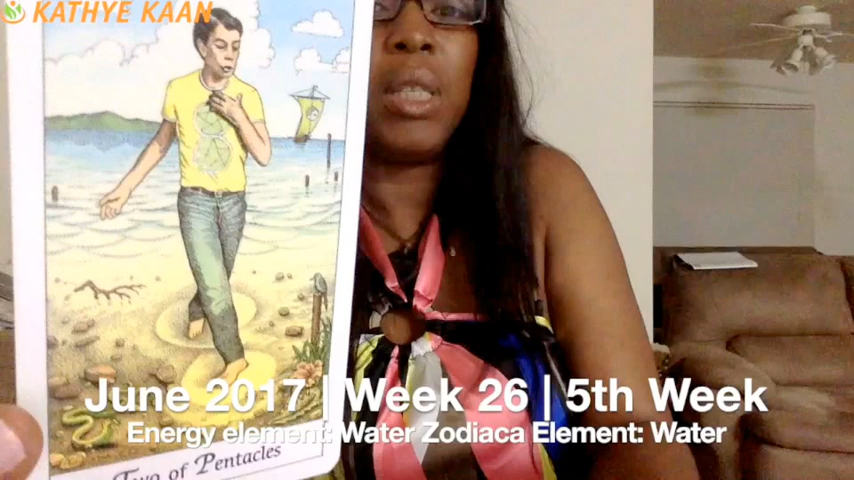 KATHYE KAAN
June 2017 | Week 26 | 5th Week
Energy element: Water Zodiaca Element: Water
Two of Pentacles